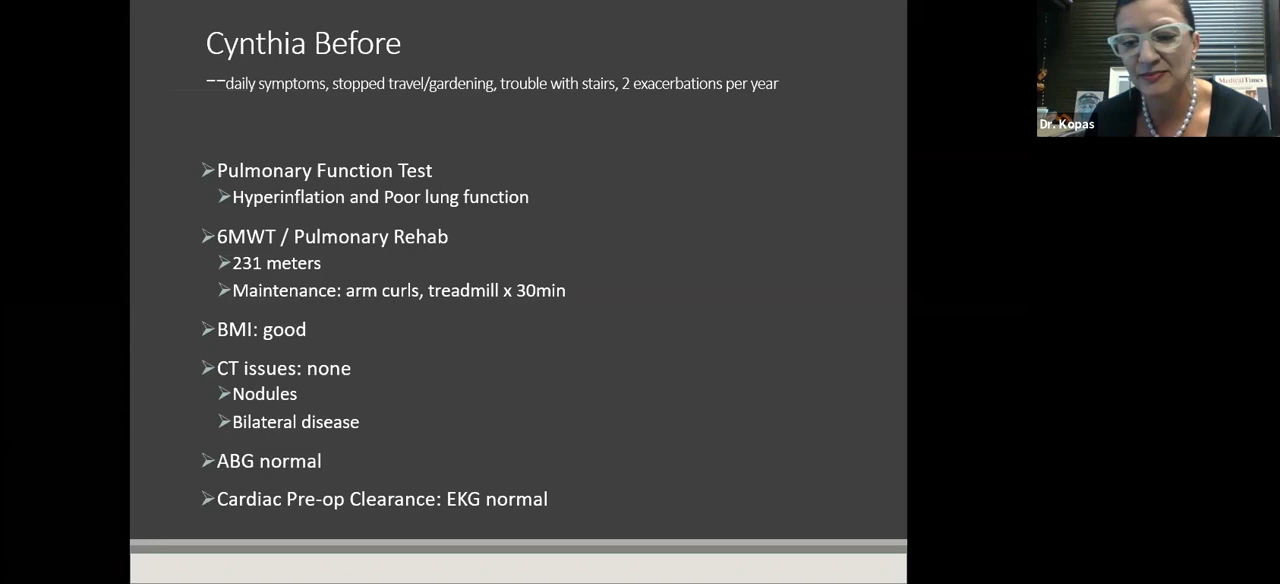 Cynthia Before
--daily symptoms, stopped travel/gardening, trouble with stairs, 2 exacerbations per year
➢Pulmonary Function Test
➢Hyperinflation and Poor lung function
➢6MWT / Pulmonary Rehab
➢231 meters
➢Maintenance: arm curls, treadmill x 30min
➢BMI: good
➢CT issues: none
➢Nodules
➢Bilateral disease
➢ABG normal
➢Cardiac Pre-op Clearance: EKG normal
Medical Times
Dr. Kopas